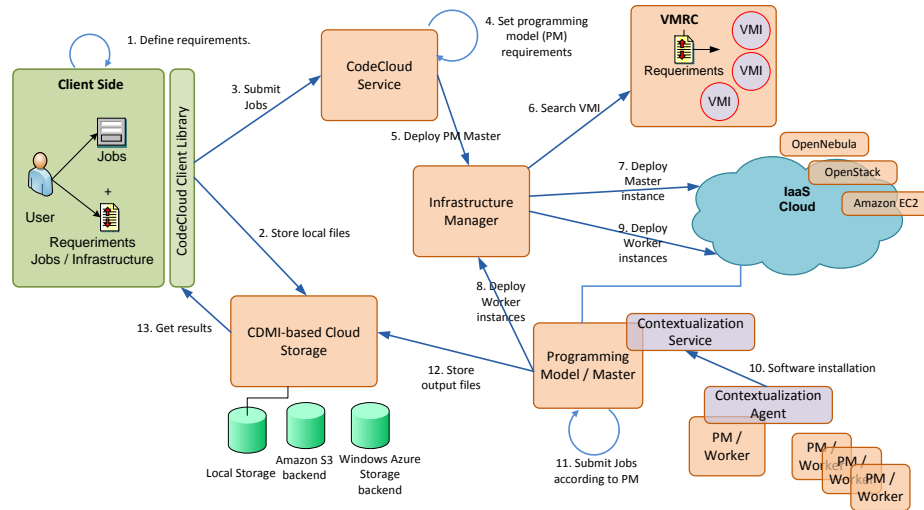 1. Define requirements.
Client Side
Jobs
+
User
Requeriments
Jobs / Infrastructure
CodeCloud Client Library
3. Submit
Jobs
2. Store local files
13. Get results
CodeCloud
Service
4. Set programming
model (PM)
requirements
5. Deploy PM Master
VMRC
Requeriments
VMI
VMI
VMI
6. Search VMI
Infrastructure
Manager
7. Deploy
Master
instance
9. Deploy
Worker
instances
OpenNebula
OpenStack
Amazon EC2
IaaS
Cloud
8. Deploy
Worker
instances
CDMI-based Cloud
Storage
Local Storage
Amazon S3
backend
Windows Azure
Storage
backend
12. Store
output files
Programming
Model / Master
Contextualization
Service
10. Software installation
Contextualization
Agent
11. Submit Jobs
according to PM
PM /
Worker
PM /
Worker
PM /
Worker
PM /
Worker